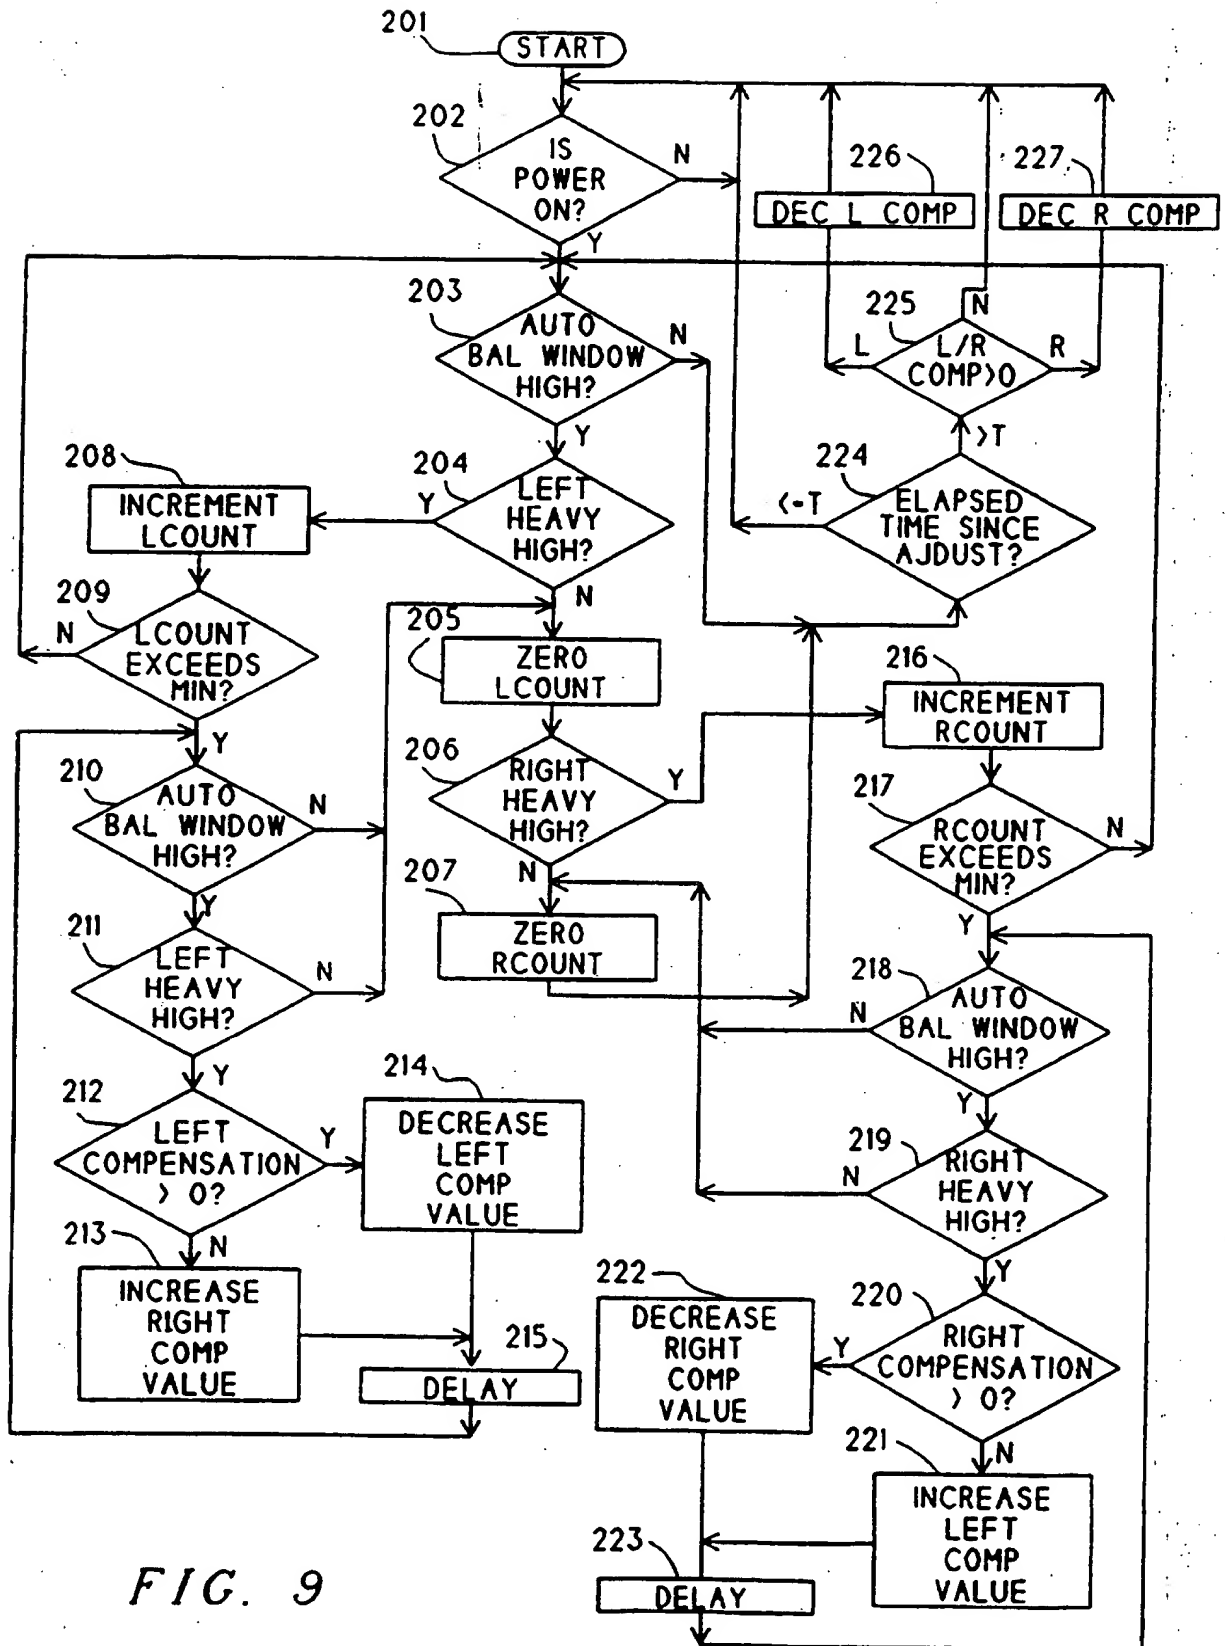 201
START
202
IS
POWER
ON?
N
Y
226
DEC L COMP
227
DEC R COMP
203
AUTO
BAL WINDOW
HIGH?
N
Y
225
L/R
COMP>0
L
N
R
>T
224
ELAPSED
TIME SINCE
AJDUST?
<=T
204
LEFT
HEAVY
HIGH?
Y
N
208
INCREMENT
LCOUNT
209
LCOUNT
EXCEEDS
MIN?
N
Y
205
ZERO
LCOUNT
206
RIGHT
HEAVY
HIGH?
Y
N
207
ZERO
RCOUNT
216
INCREMENT
RCOUNT
217
RCOUNT
EXCEEDS
MIN?
N
Y
210
AUTO
BAL WINDOW
HIGH?
N
Y
211
LEFT
HEAVY
HIGH?
N
Y
212
LEFT
COMPENSATION
> 0?
Y
N
214
DECREASE
LEFT
COMP
VALUE
213
INCREASE
RIGHT
COMP
VALUE
215
DELAY
218
AUTO
BAL WINDOW
HIGH?
N
Y
219
RIGHT
HEAVY
HIGH?
N
Y
220
RIGHT
COMPENSATION
> 0?
Y
N
222
DECREASE
RIGHT
COMP
VALUE
221
INCREASE
LEFT
COMP
VALUE
223
DELAY
FIG. 9